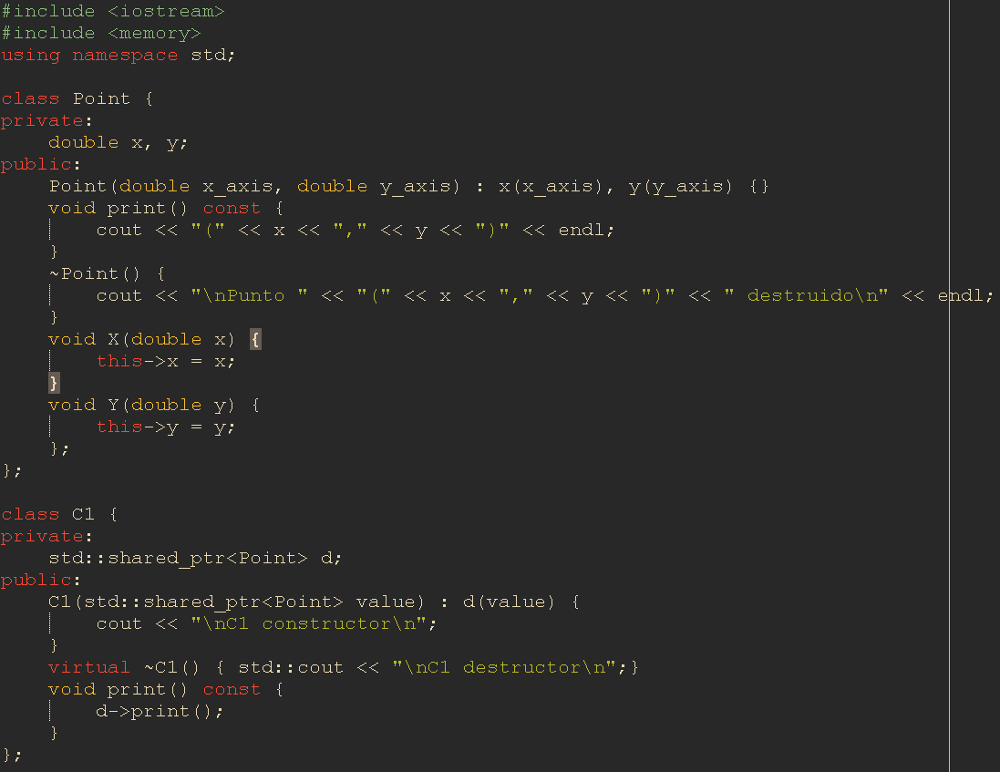 #include <iostream>
#include <memory>
using namespace std;

class Point {
private:
    double x, y;
public:
    Point(double x_axis, double y_axis) : x(x_axis), y(y_axis) {}
    void print() const {
        cout << "(" << x << "," << y << ")" << endl;
    }
    ~Point() {
        cout << "\nPunto " << "(" << x << "," << y << ")" << " destruido\n" << endl;
    }
    void X(double x) {
        this->x = x;
    }
    void Y(double y) {
        this->y = y;
    };
};

class C1 {
private:
    std::shared_ptr<Point> d;
public:
    C1(std::shared_ptr<Point> value) : d(value) {
        cout << "\nC1 constructor\n";
    }
    virtual ~C1() { std::cout << "\nC1 destructor\n";}
    void print() const {
        d->print();
    }
};